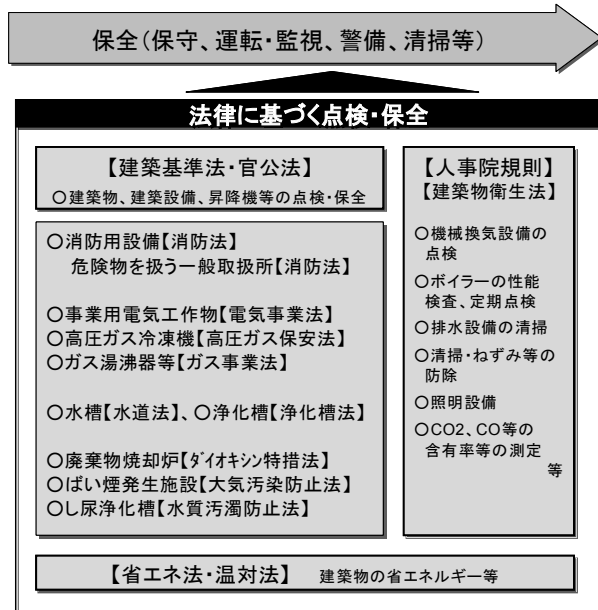 保全(保守、運転・監視、警備、清掃等)
法律に基づく点検・保全
【建築基準法・官公法】
○建築物、建築設備、昇降機等の点検・保全
○消防用設備【消防法】
危険物を扱う一般取扱所【消防法】
○事業用電気工作物【電気事業法】
○高圧ガス冷凍機【高圧ガス保安法】
○ガス湯沸器等【ガス事業法】
○水槽【水道法】、○浄化槽【浄化槽法】
○廃棄物焼却炉【ダイオキシン特措法】
○ばい煙発生施設【大気汚染防止法】
○し尿浄化槽【水質汚濁防止法】
【人事院規則】
【建築物衛生法】
○機械換気設備の
点検
○ボイラーの性能
検査、定期点検
○排水設備の清掃
○清掃・ねずみ等の
防除
○照明設備
○CO2、CO等の
含有率等の測定
等
【省エネ法・温対法】 建築物の省エネルギー等